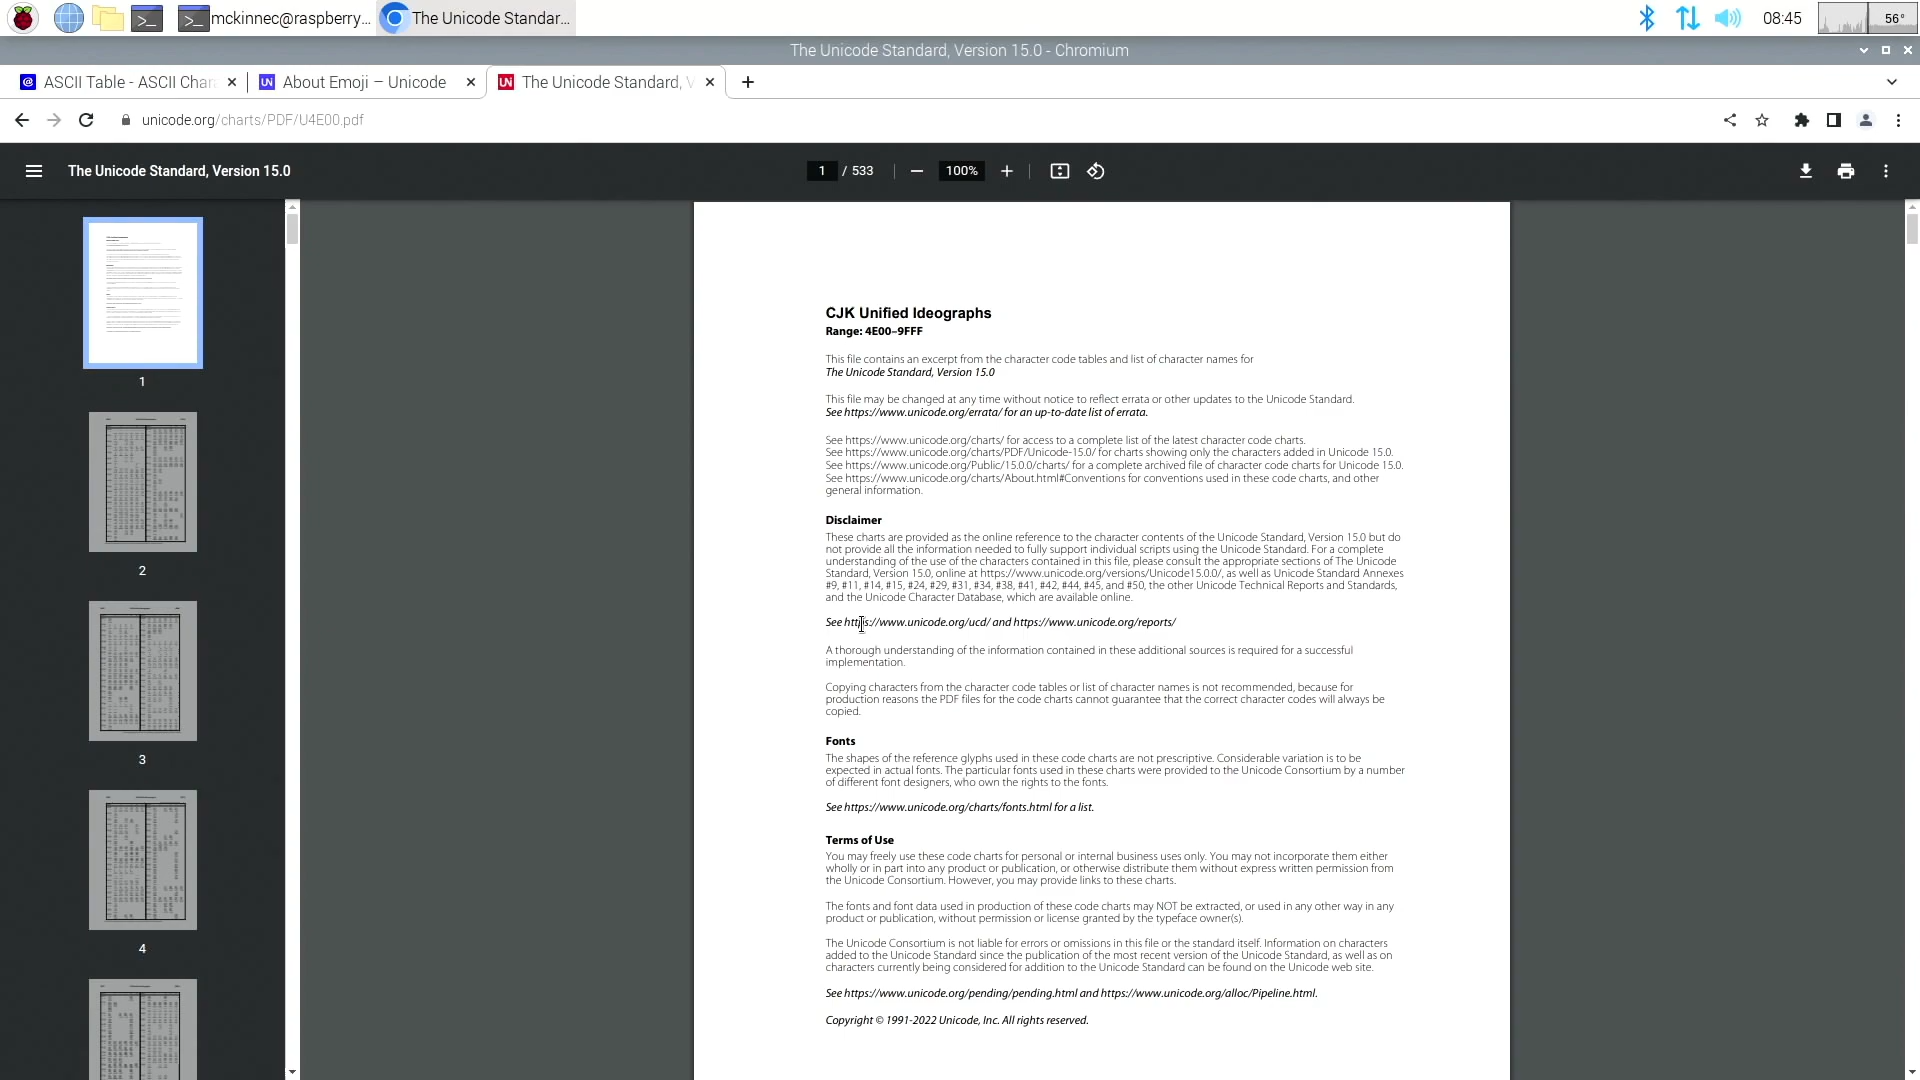 mckinnec@raspberry...
The Unicode Standar...
08:45
56°
The Unicode Standard, Version 15.0 - Chromium
ASCII Table - ASCII Char
About Emoji – Unicode
The Unicode Standard, V
unicode.org/charts/PDF/U4E00.pdf
The Unicode Standard, Version 15.0
1 / 533
100%
1
2
3
4
CJK Unified Ideographs
Range: 4E00–9FFF
This file contains an excerpt from the character code tables and list of character names for
The Unicode Standard, Version 15.0
This file may be changed at any time without notice to reflect errata or other updates to the Unicode Standard.
See https://www.unicode.org/errata/ for an up-to-date list of errata.
See https://www.unicode.org/charts/ for access to a complete list of the latest character code charts.
See https://www.unicode.org/charts/PDF/Unicode-15.0/ for charts showing only the characters added in Unicode 15.0.
See https://www.unicode.org/Public/15.0.0/charts/ for a complete archived file of character code charts for Unicode 15.0.
See https://www.unicode.org/charts/About.html#Conventions for conventions used in these code charts, and other
general information.
Disclaimer
These charts are provided as the online reference to the character contents of the Unicode Standard, Version 15.0 but do
not provide all the information needed to fully support individual scripts using the Unicode Standard. For a complete
understanding of the use of the characters contained in this file, please consult the appropriate sections of The Unicode
Standard, Version 15.0, online at https://www.unicode.org/versions/Unicode15.0.0/, as well as Unicode Standard Annexes
#9, #11, #14, #15, #24, #29, #31, #34, #38, #41, #42, #44, #45, and #50, the other Unicode Technical Reports and Standards,
and the Unicode Character Database, which are available online.
See https://www.unicode.org/ucd/ and https://www.unicode.org/reports/
A thorough understanding of the information contained in these additional sources is required for a successful
implementation.
Copying characters from the character code tables or list of character names is not recommended, because for
production reasons the PDF files for the code charts cannot guarantee that the correct character codes will always be
copied.
Fonts
The shapes of the reference glyphs used in these code charts are not prescriptive. Considerable variation is to be
expected in actual fonts. The particular fonts used in these charts were provided to the Unicode Consortium by a number
of different font designers, who own the rights to the fonts.
See https://www.unicode.org/charts/fonts.html for a list.
Terms of Use
You may freely use these code charts for personal or internal business uses only. You may not incorporate them either
wholly or in part into any product or publication, or otherwise distribute them without express written permission from
the Unicode Consortium. However, you may provide links to these charts.
The fonts and font data used in production of these code charts may NOT be extracted, or used in any other way in any
product or publication, without permission or license granted by the typeface owner(s).
The Unicode Consortium is not liable for errors or omissions in this file or the standard itself. Information on characters
added to the Unicode Standard since the publication of the most recent version of the Unicode Standard, as well as on
characters currently being considered for addition to the Unicode Standard can be found on the Unicode web site.
See https://www.unicode.org/pending/pending.html and https://www.unicode.org/alloc/Pipeline.html.
Copyright © 1991-2022 Unicode, Inc. All rights reserved.